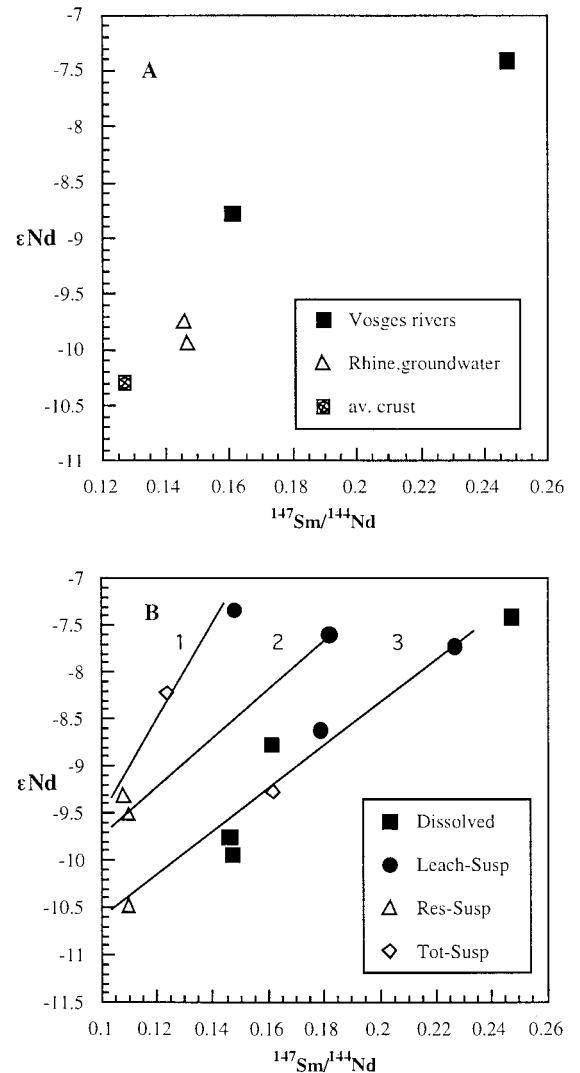 -7
A
-7.5
-8
-8.5
εNd -9
-9.5
-10
-10.5
-11
Vosges rivers
Rhine,groundwater
av. crust
0.12 0.14 0.16 0.18 0.2 0.22 0.24 0.26
147Sm/144Nd
-7
B 1 2 3
-7.5
-8
-8.5
εNd -9
-9.5
-10
-10.5
-11
-11.5
Dissolved
Leach-Susp
Res-Susp
Tot-Susp
0.1 0.12 0.14 0.16 0.18 0.2 0.22 0.24 0.26
147Sm/144Nd